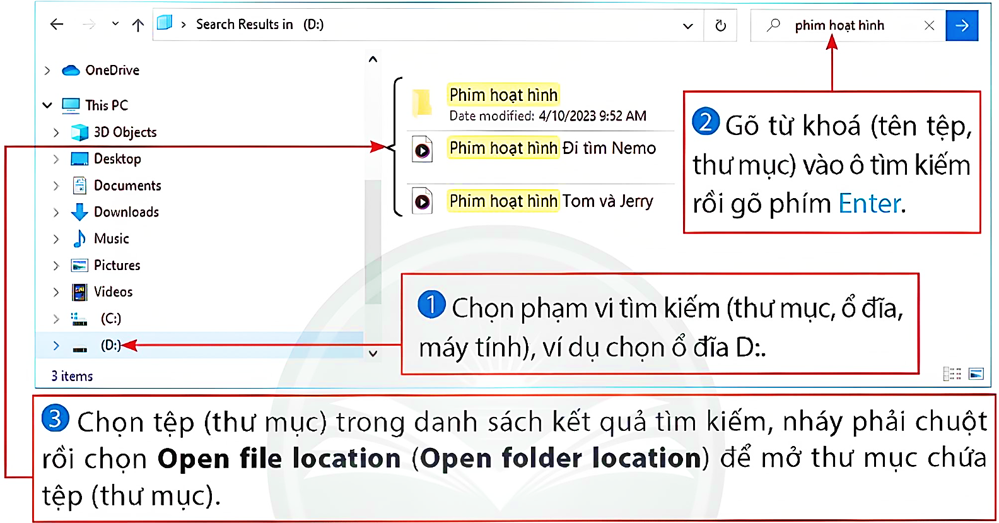 Search Results in (D:)
phim hoạt hình
OneDrive
This PC
3D Objects
Desktop
Documents
Downloads
Music
Pictures
Videos
(C:)
(D:)
3 items
Phim hoạt hình
Date modified: 4/10/2023 9:52 AM
Phim hoạt hình Đi tìm Nemo
Phim hoạt hình Tom và Jerry
2 Gõ từ khoá (tên tệp,
thư mục) vào ô tìm kiếm
rồi gõ phím Enter.
1 Chọn phạm vi tìm kiếm (thư mục, ổ đĩa,
máy tính), ví dụ chọn ổ đĩa D:.
3 Chọn tệp (thư mục) trong danh sách kết quả tìm kiếm, nháy phải chuột
rồi chọn Open file location (Open folder location) để mở thư mục chứa
tệp (thư mục).